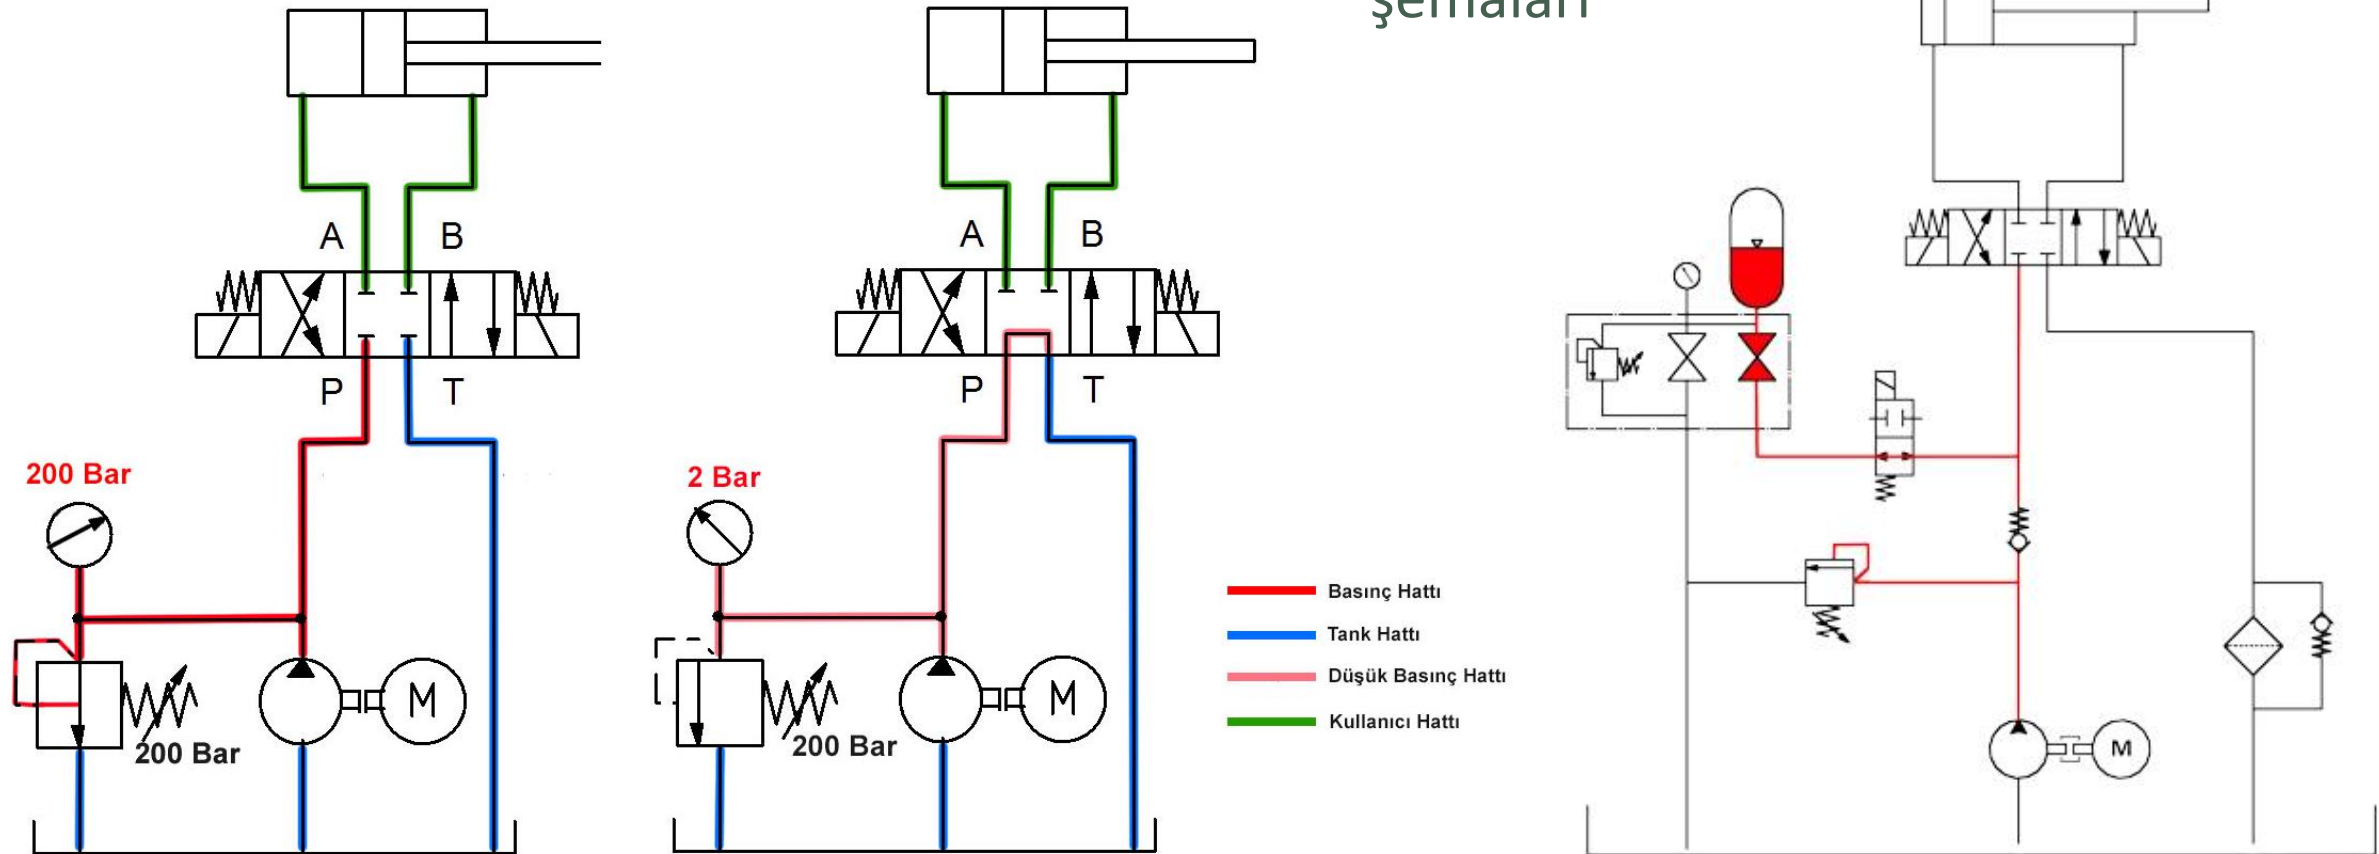 şemaları
A B
P T
200 Bar
M
200 Bar
A B
P T
2 Bar
M
200 Bar
Basınç Hattı
Tank Hattı
Düşük Basınç Hattı
Kullanıcı Hattı
M